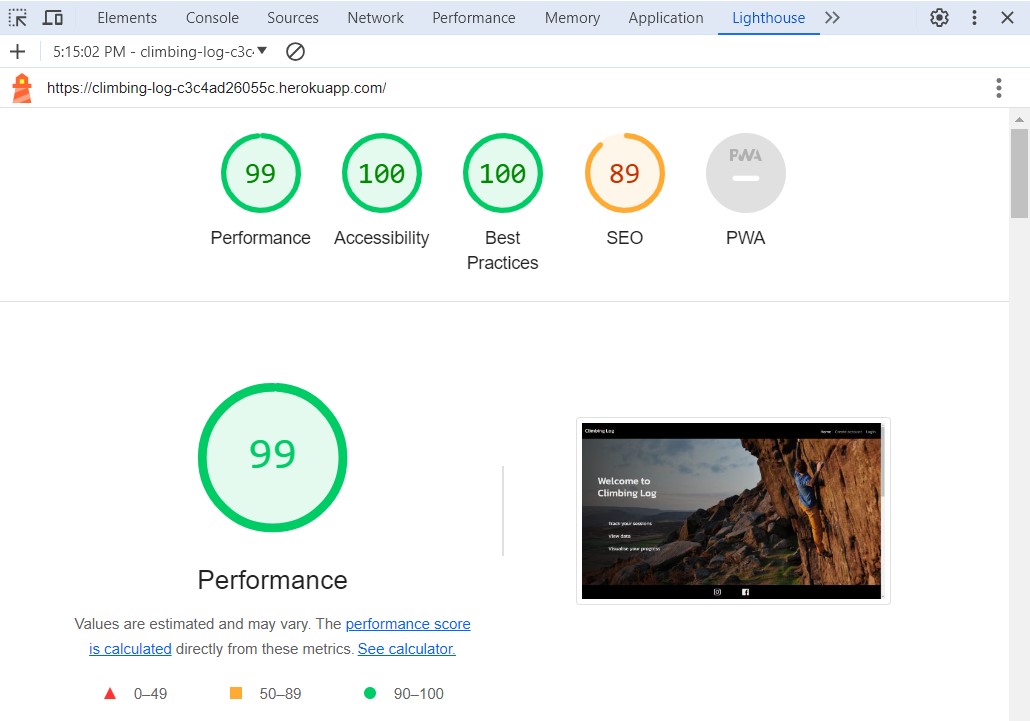 Elements Console Sources Network Performance Memory Application Lighthouse
5:15:02 PM - climbing-log-c3c
https://climbing-log-c3c4ad26055c.herokuapp.com/
99 100 100 89 PWA
Performance Accessibility Best Practices SEO PWA
99
Performance
Values are estimated and may vary. The performance score
is calculated directly from these metrics. See calculator.
0–49 50–89 90–100
Climbing Log Home Create account Login
Welcome to
Climbing Log
Track your sessions
View data
Visualise your progress